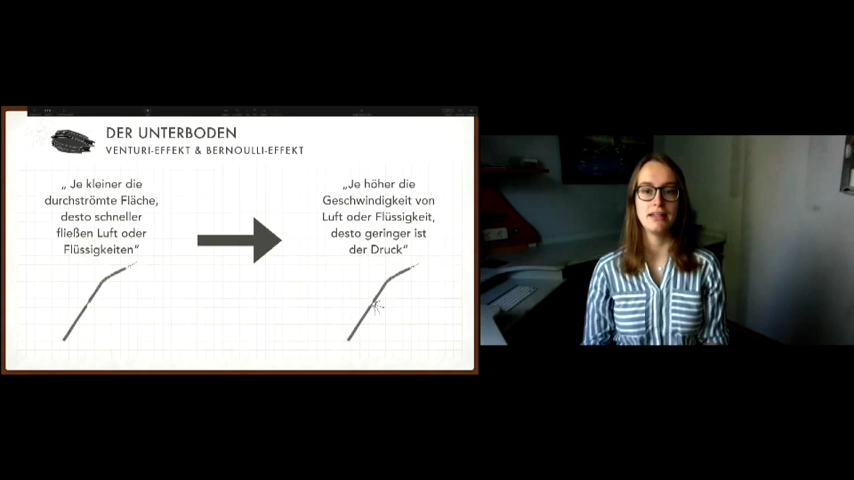 DER UNTERBODEN
VENTURI-EFFEKT & BERNOULLI-EFFEKT
„ Je kleiner die
durchströmte Fläche,
desto schneller
fließen Luft oder
Flüssigkeiten“
„Je höher die
Geschwindigkeit von
Luft oder Flüssigkeit,
desto geringer ist
der Druck“